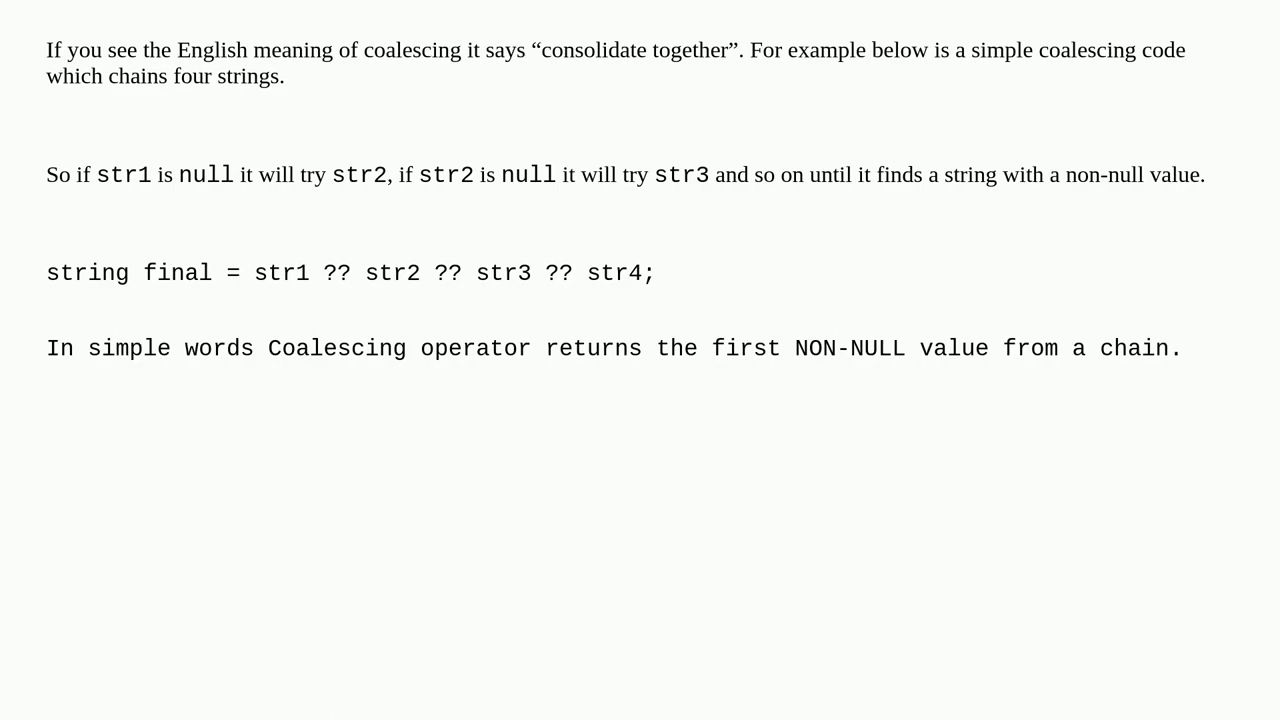 If you see the English meaning of coalescing it says “consolidate together”. For example below is a simple coalescing code
which chains four strings.
So if str1 is null it will try str2, if str2 is null it will try str3 and so on until it finds a string with a non-null value.
string final = str1 ?? str2 ?? str3 ?? str4;
In simple words Coalescing operator returns the first NON-NULL value from a chain.